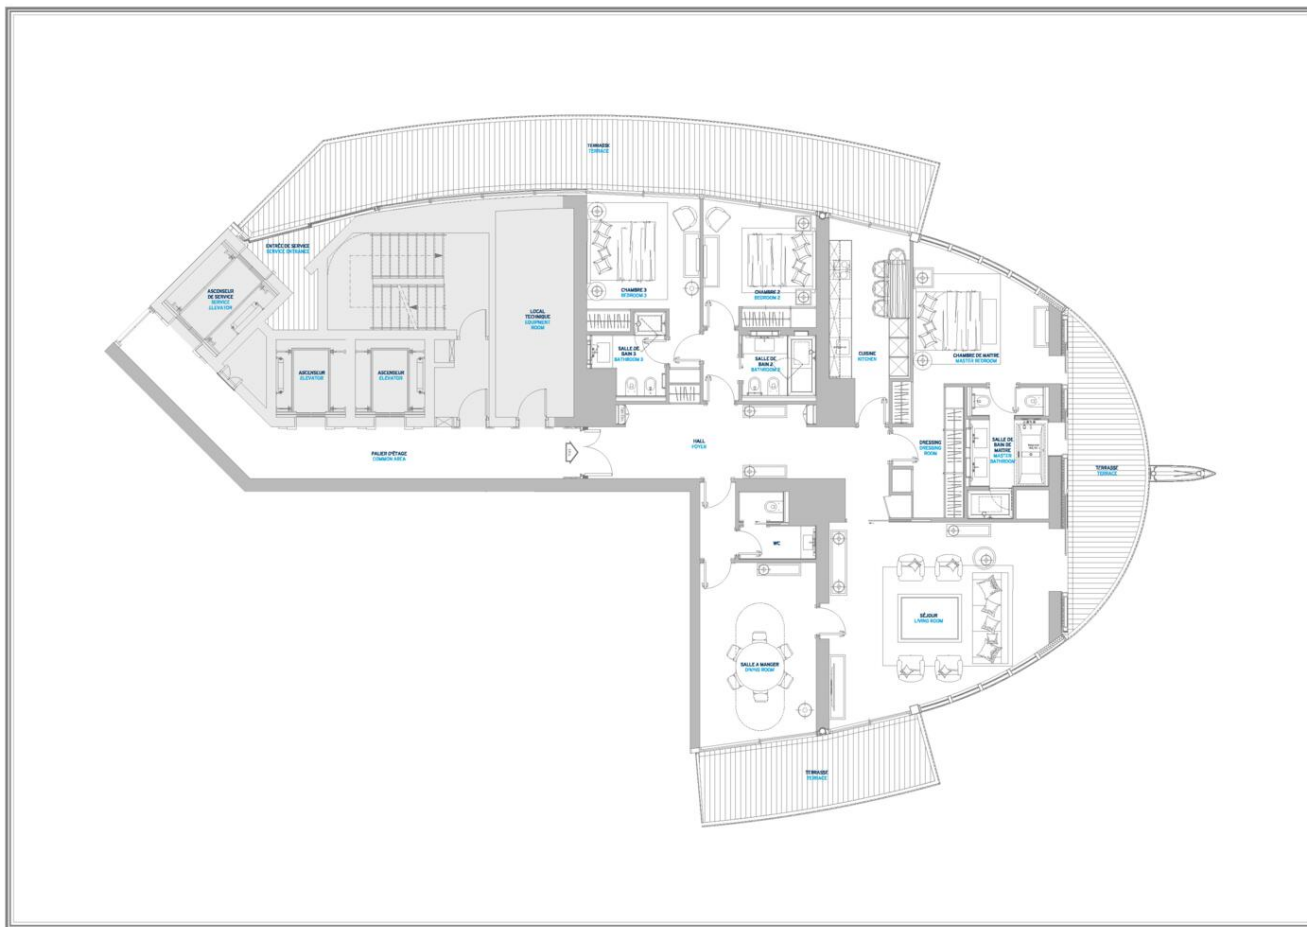 TERRASSE
TERRACE
ENTRÉE DE SERVICE
SERVICE ENTRANCE
ASCENSEUR
DE SERVICE
SERVICE
ELEVATOR
CHAMBRE 3
BEDROOM 3
CHAMBRE 2
BEDROOM 2
LOCAL
TECHNIQUE
EQUIPMENT
ROOM
SALLE DE
BAIN 3
BATHROOM 3
SALLE DE
BAIN 2
BATHROOM 2
CUISINE
KITCHEN
CHAMBRE DE MAITRE
MASTER BEDROOM
ASCENSEUR
ELEVATOR
ASCENSEUR
ELEVATOR
PALIER D'ÉTAGE
COMMON AREA
HALL
FOYER
DRESSING
DRESSING
ROOM
SALLE DE
BAIN DE
MAITRE
MASTER
BATHROOM
TERRASSE
TERRACE
WC
SÉJOUR
LIVING ROOM
SALLE A MANGER
DINING ROOM
TERRASSE
TERRACE